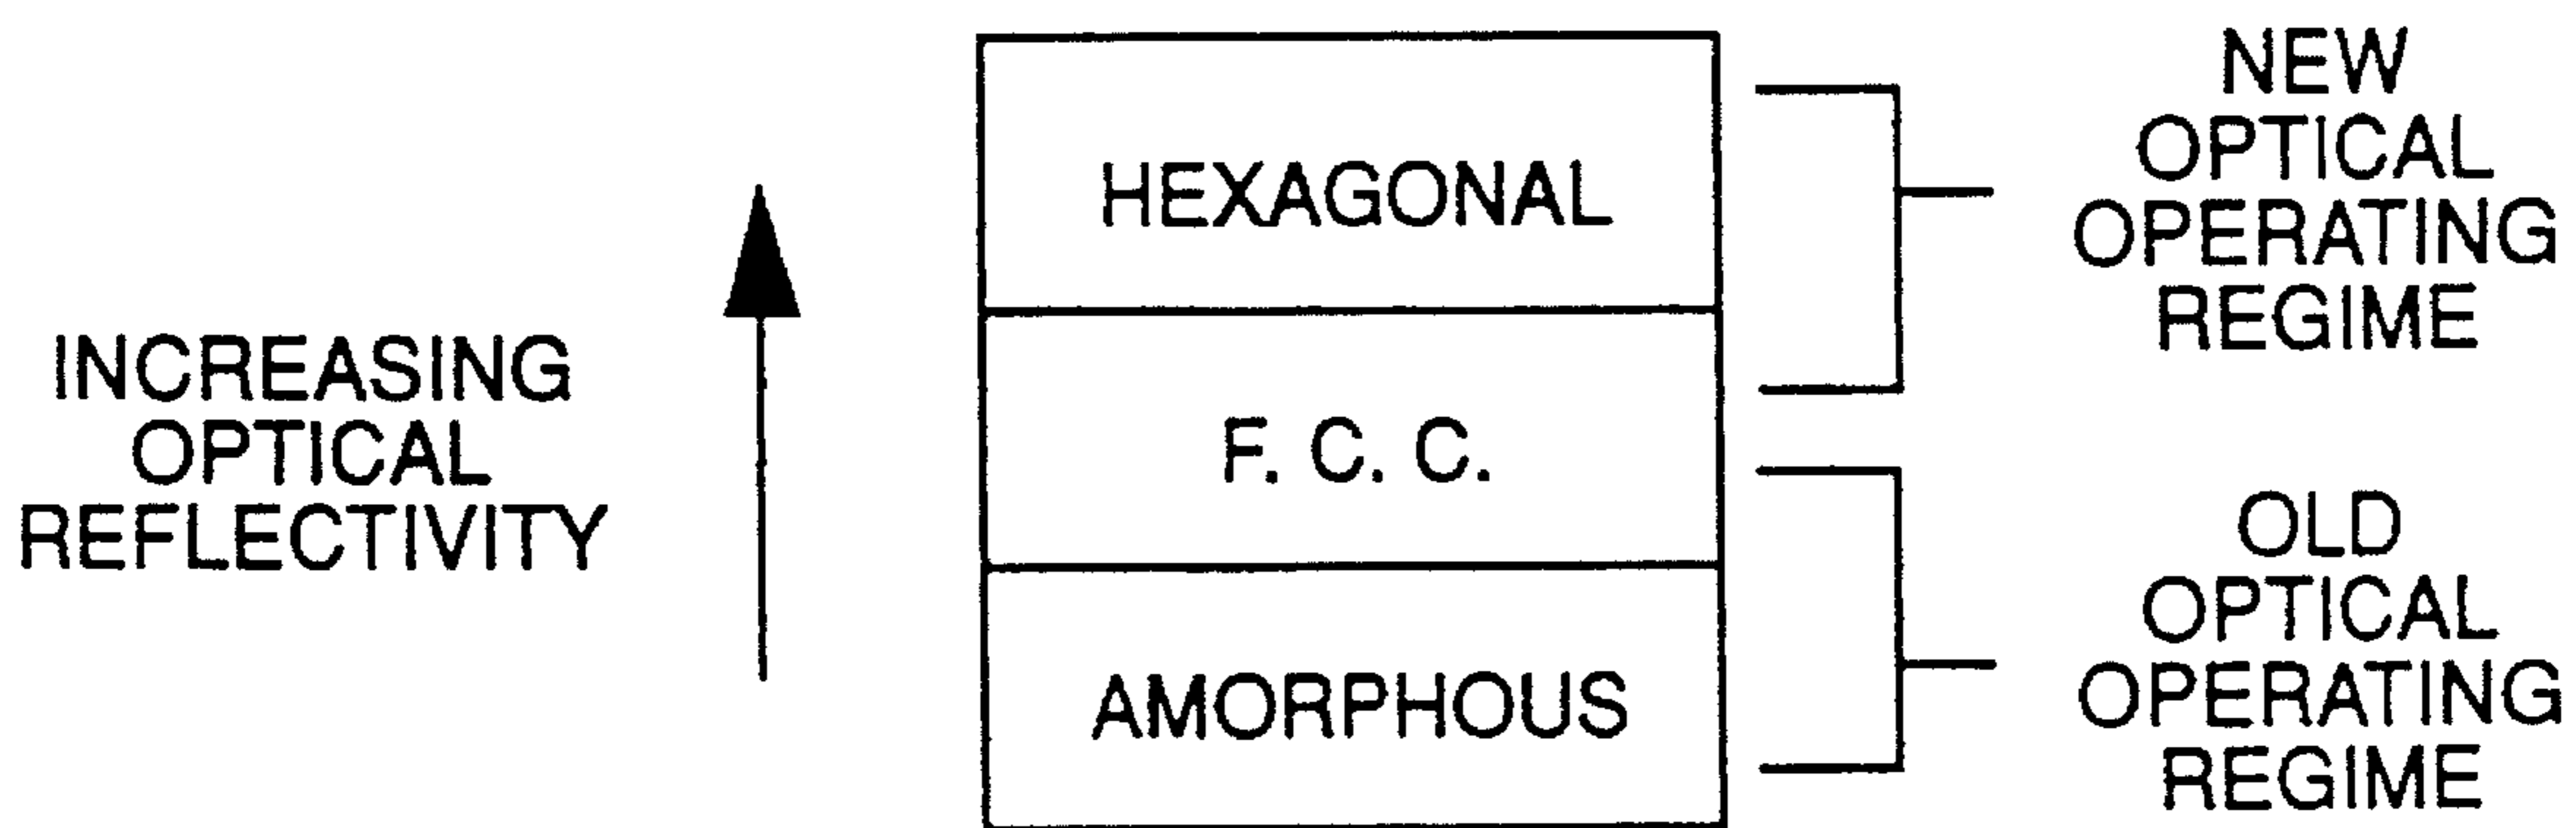 INCREASING
OPTICAL
REFLECTIVITY
HEXAGONAL
F. C. C.
AMORPHOUS
NEW
OPTICAL
OPERATING
REGIME
OLD
OPTICAL
OPERATING
REGIME